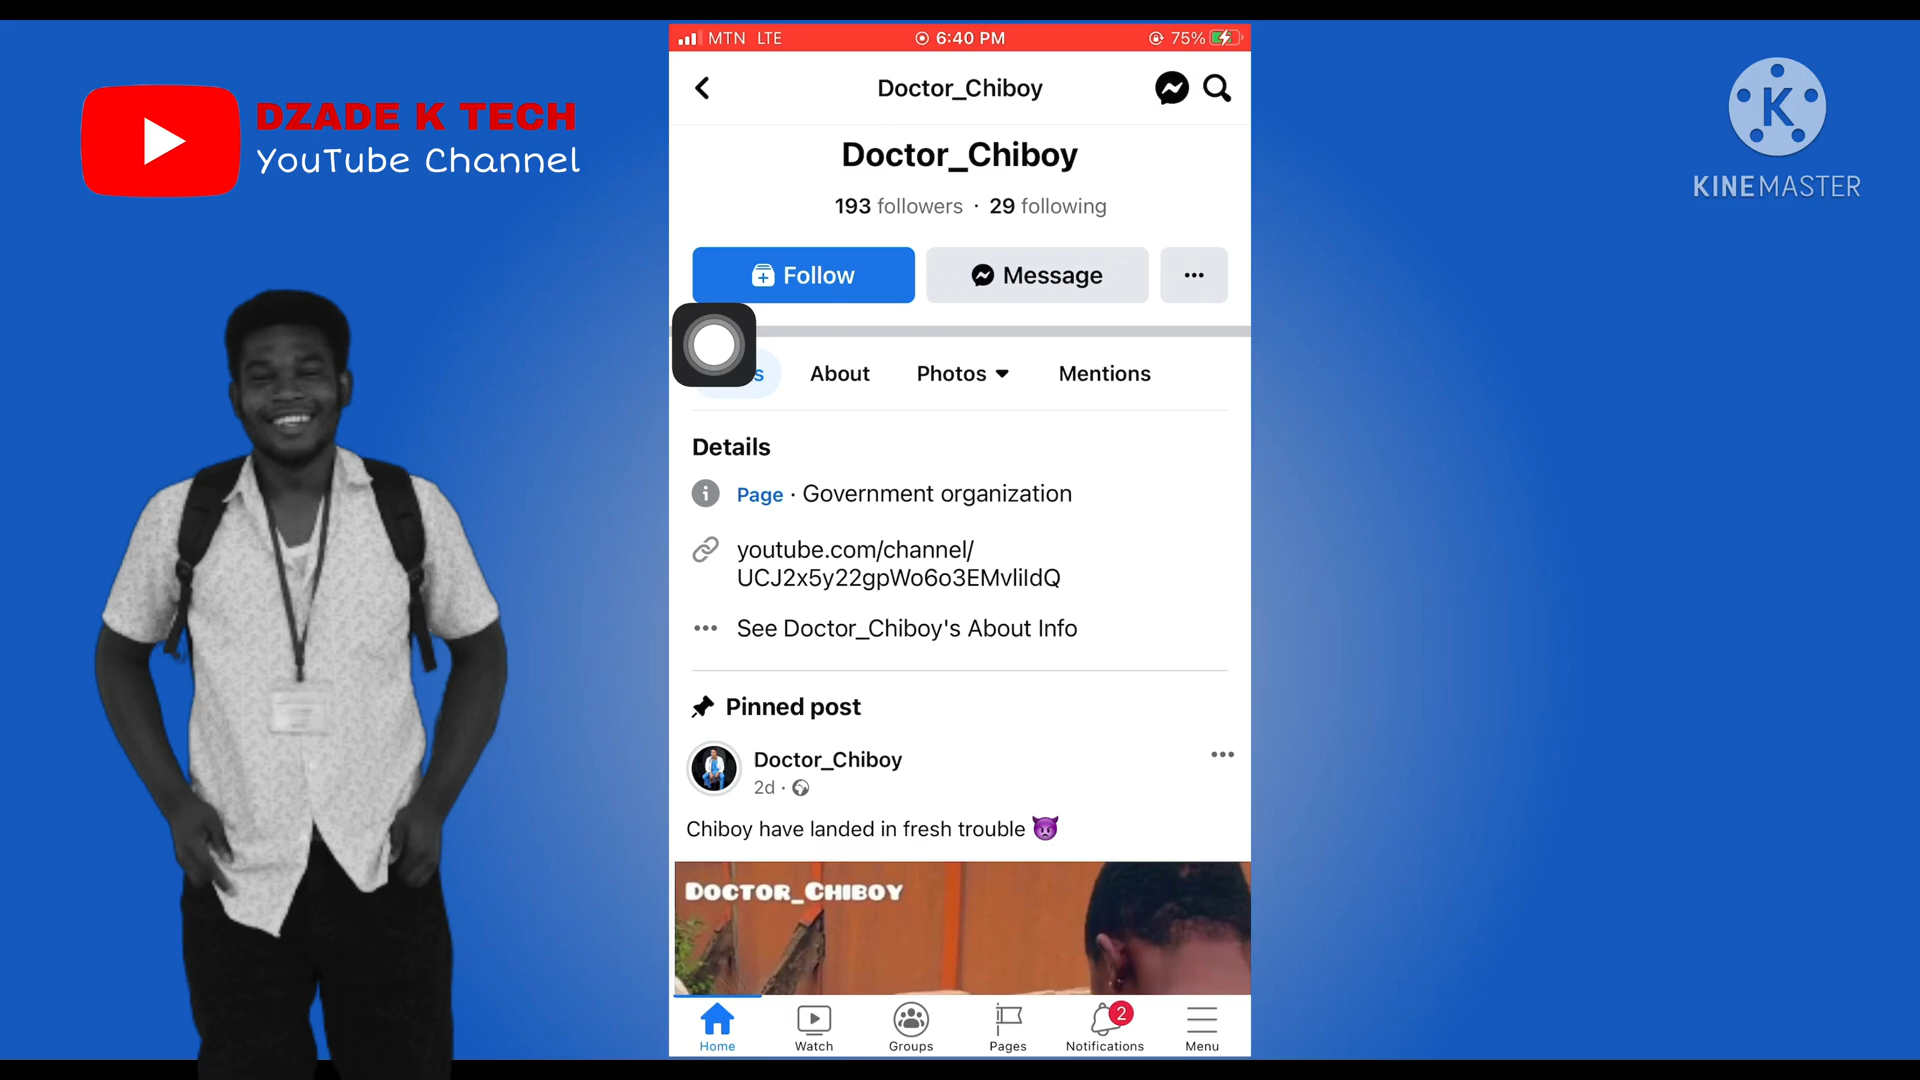 MTN LTE 6:40 PM 75%
DZADE K TECH
YouTube Channel
K
KINEMASTER
Doctor_Chiboy
Doctor_Chiboy
193 followers · 29 following
Follow Message
s About Photos Mentions
Details
Page · Government organization
youtube.com/channel/
UCJ2x5y22gpWo6o3EMvliIdQ
See Doctor_Chiboy's About Info
Pinned post
Doctor_Chiboy
2d ·
Chiboy have landed in fresh trouble 😈
DOCTOR_CHIBOY
2
Home Watch Groups Pages Notifications Menu